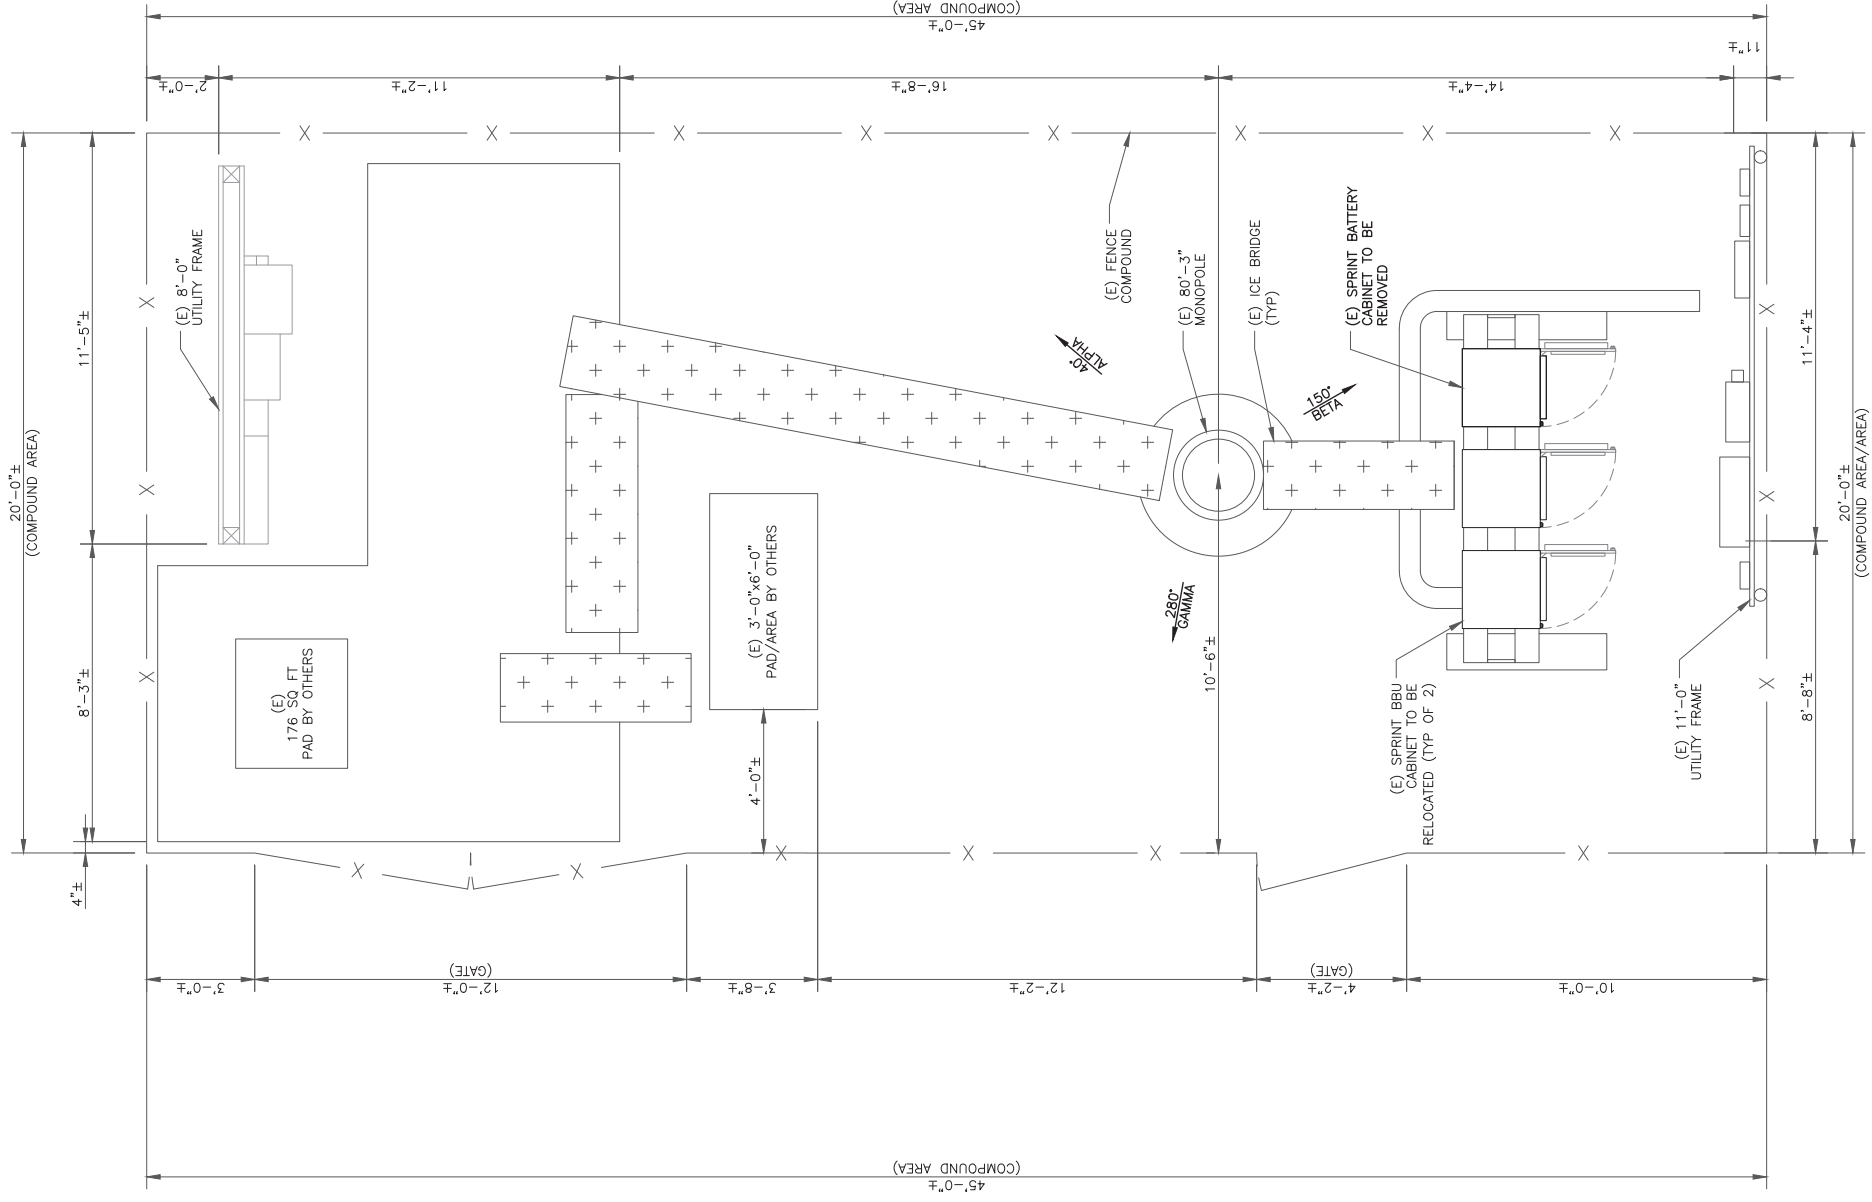 (COMPOUND AREA)
45'-0"±
11"±
2'-0"±
11'-2"±
16'-8"±
14'-4"±
X
X
X
X
X
X
X
X
20'-0"±
(COMPOUND AREA)
11'-5"±
8'-3"±
4"±
X
X
X
(E) 8'-0"
UTILITY FRAME
(E) FENCE
COMPOUND
(E) 80'-3"
MONOPOLE
(E) ICE BRIDGE
(TYP)
(E) SPRINT BATTERY
CABINET TO BE
REMOVED
40°
ALPHA
150°
BETA
280°
GAMMA
(E)
176 SQ FT
PAD BY OTHERS
(E) 3'-0"x6'-0"
PAD/AREA BY OTHERS
4'-0"±
10'-6"±
(E) SPRINT BBU
CABINET TO BE
RELOCATED (TYP OF 2)
(E) 11'-0"
UTILITY FRAME
X
X
X
11'-4"±
8'-8"±
20'-0"±
(COMPOUND AREA/AREA)
X
X
X
X
X
X
3'-0"±
(GATE)
12'-0"±
3'-8"±
12'-2"±
(GATE)
4'-2"±
10'-0"±
(COMPOUND AREA)
45'-0"±